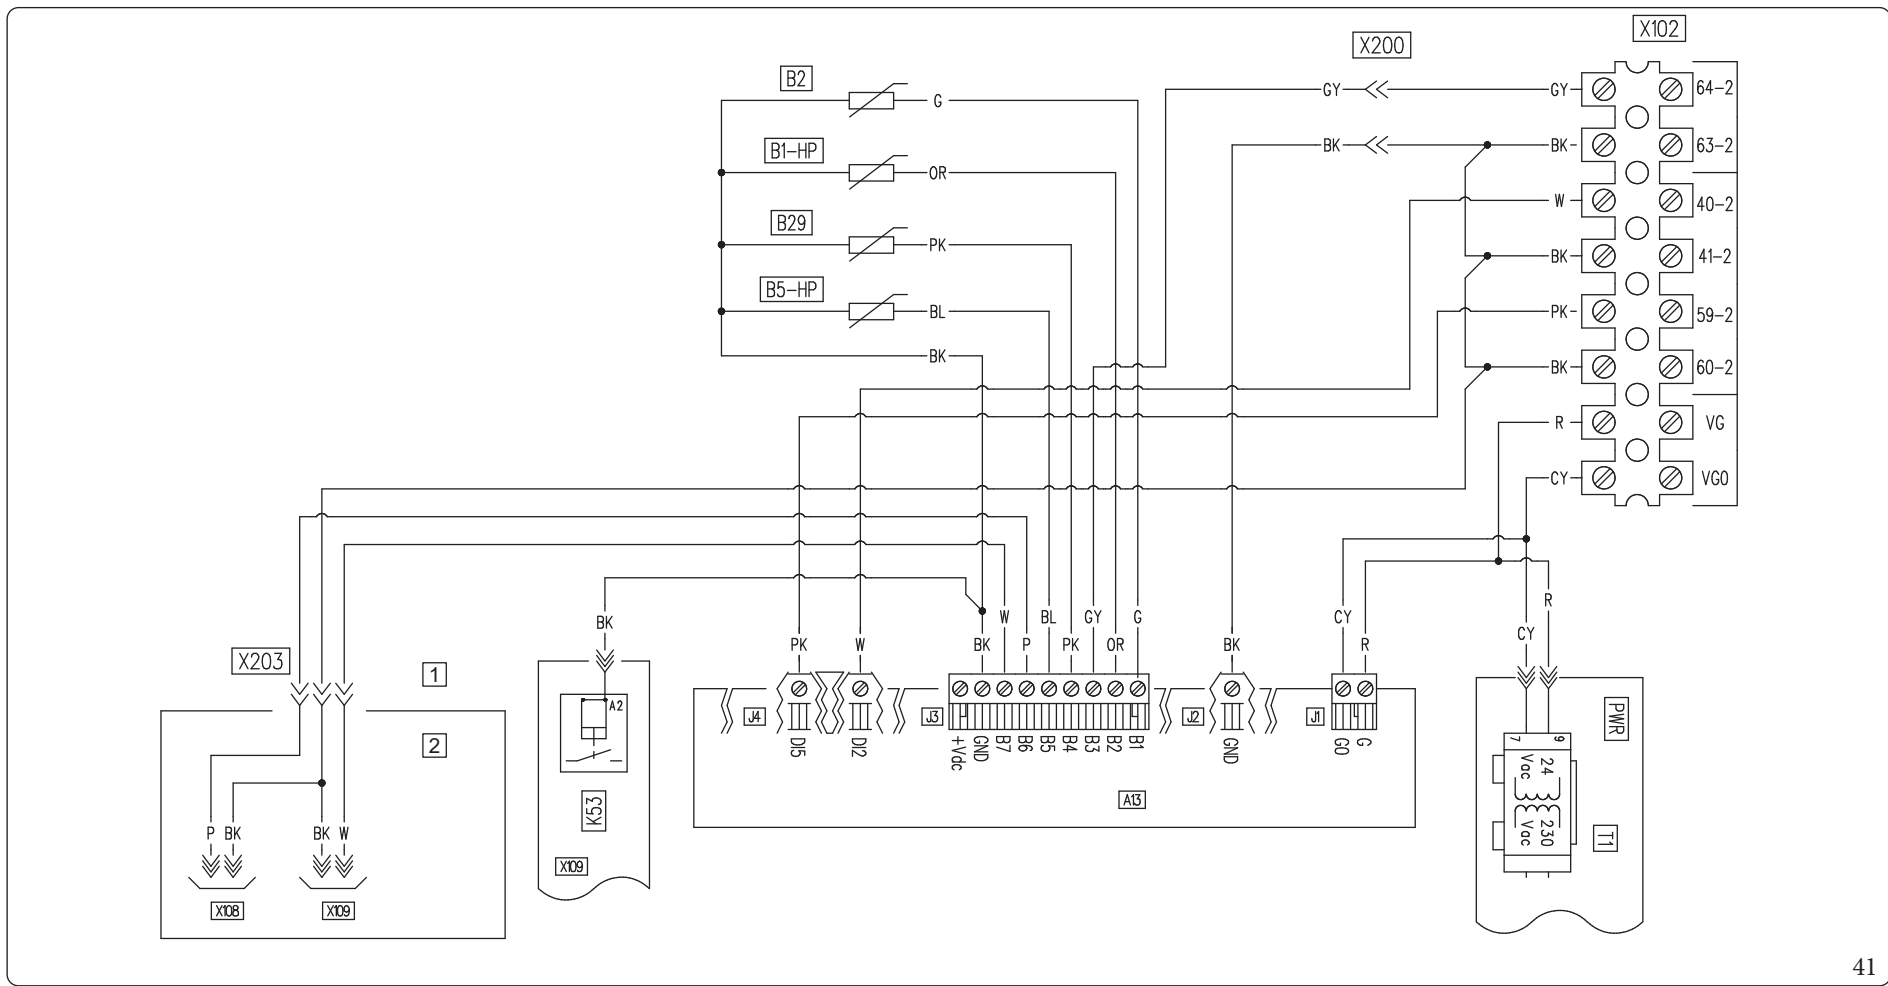 X102
X200
B2
G
GY
GY
64-2
B1-HP
OR
BK
BK
63-2
W
40-2
B29
PK
BK
41-2
B5-HP
BL
PK
59-2
BK
BK
60-2
R
VG
CY
VG0
X203
1
2
P
BK
BK
W
X108
X109
BK
A2
K53
X109
PK
W
BK
W
P
BL
PK
GY
OR
G
BK
CY
R
CY
R
J4
DI5
DI2
J3
+Vdc
GND
B7
B6
B5
B4
B3
B2
B1
J2
GND
J1
G0
G
A13
PWR
7
9
24
Vac
230
Vac
T1
41